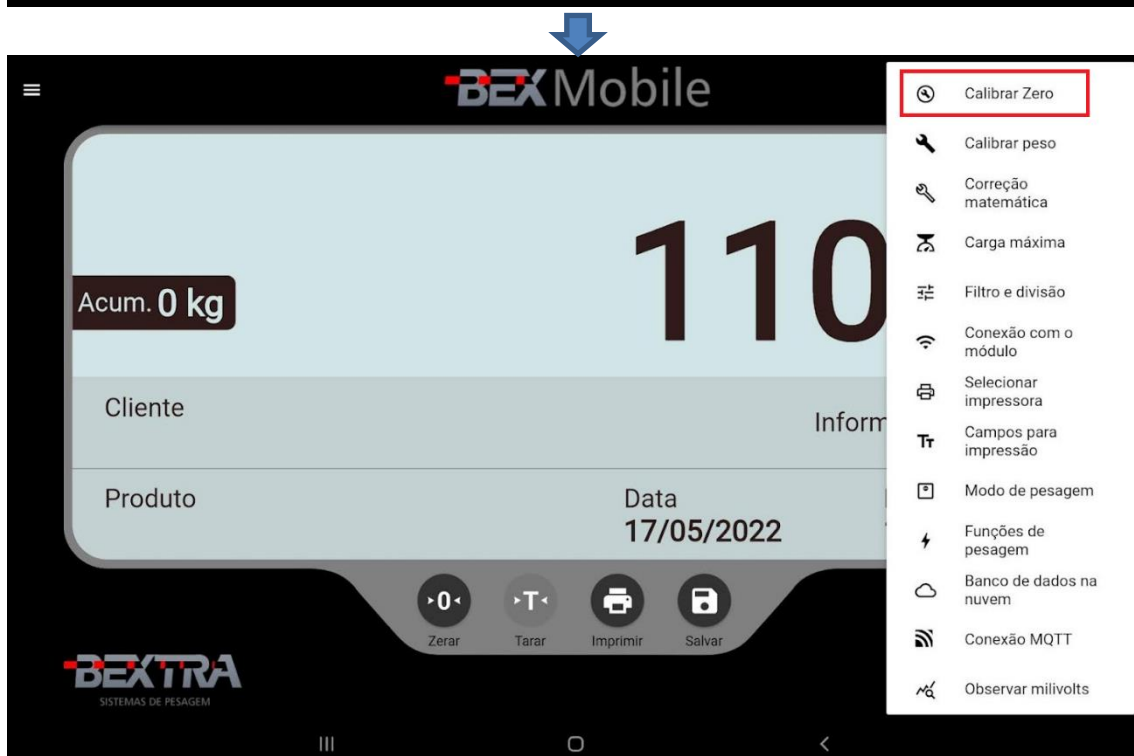 BEX Mobile
Calibrar Zero
Calibrar peso
Correção
matemática
Carga máxima
Filtro e divisão
Conexão com o
módulo
Selecionar
impressora
Campos para
impressão
Modo de pesagem
Funções de
pesagem
Banco de dados na
nuvem
Conexão MQTT
Observar milivolts
110
Acum. 0 kg
Cliente
Inform
Produto
Data
17/05/2022
0
T
Zerar
Tarar
Imprimir
Salvar
BEXTRA
SISTEMAS DE PESAGEM